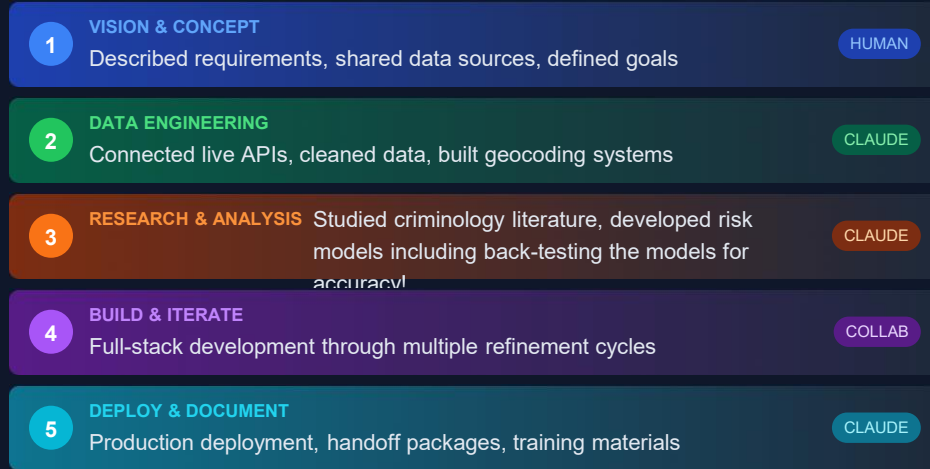 1
VISION & CONCEPT
Described requirements, shared data sources, defined goals
HUMAN
2
DATA ENGINEERING
Connected live APIs, cleaned data, built geocoding systems
CLAUDE
3
RESEARCH & ANALYSIS Studied criminology literature, developed risk
models including back-testing the models for
accuracy!
CLAUDE
4
BUILD & ITERATE
Full-stack development through multiple refinement cycles
COLLAB
5
DEPLOY & DOCUMENT
Production deployment, handoff packages, training materials
CLAUDE